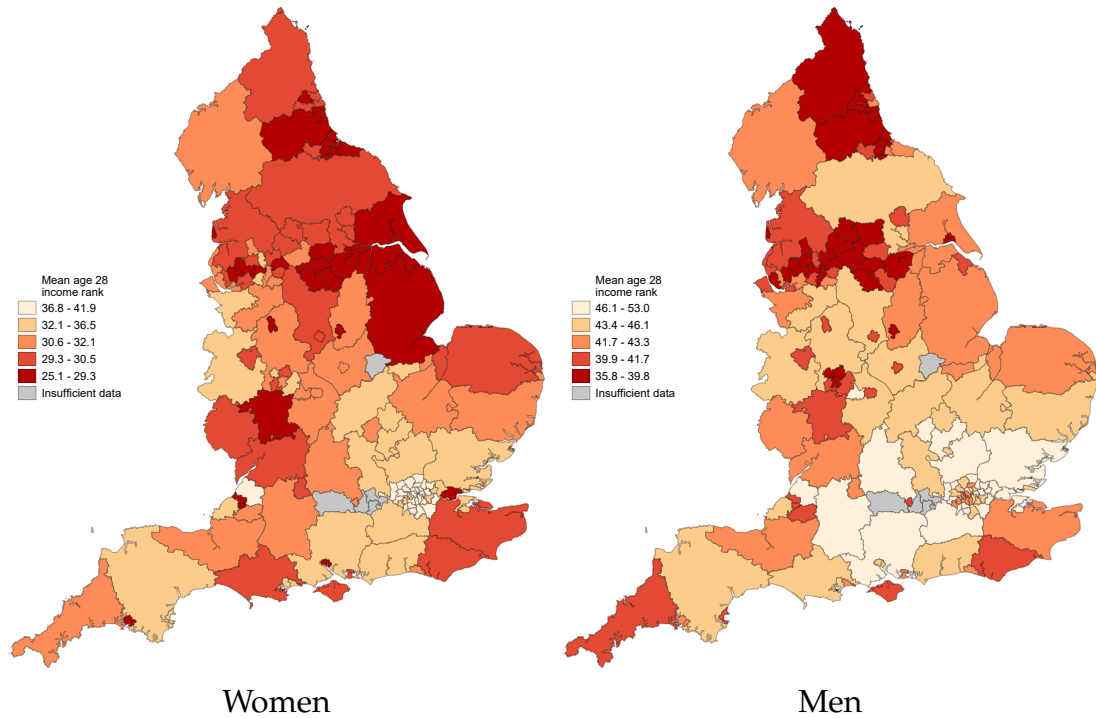 Mean age 28
income rank
36.8 - 41.9
32.1 - 36.5
30.6 - 32.1
29.3 - 30.5
25.1 - 29.3
Insufficient data
Women
Mean age 28
income rank
46.1 - 53.0
43.4 - 46.1
41.7 - 43.3
39.9 - 41.7
35.8 - 39.8
Insufficient data
Men